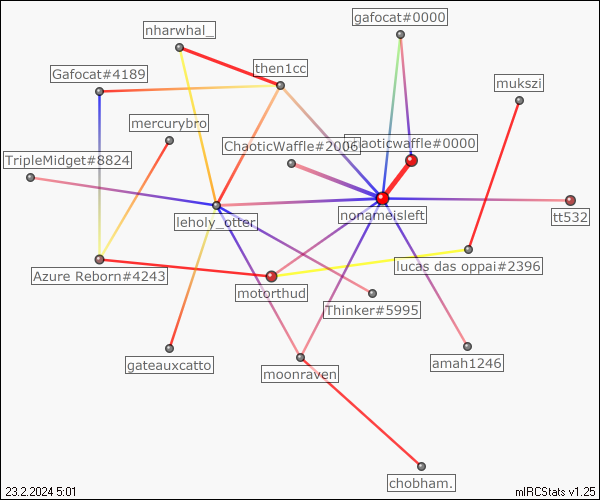 gafocat#0000
nharwhal_
then1cc
Gafocat#4189
mukszi
mercurybro
ChaoticWaffle#2006
chaoticwaffle#0000
TripleMidget#8824
leholy_otter
nonameisleft
tt532
Azure Reborn#4243
lucas das oppai#2396
motorthud
Thinker#5995
gateauxcatto
moonraven
amah1246
chobham.
23.2.2024 5:01
mIRCStats v1.25